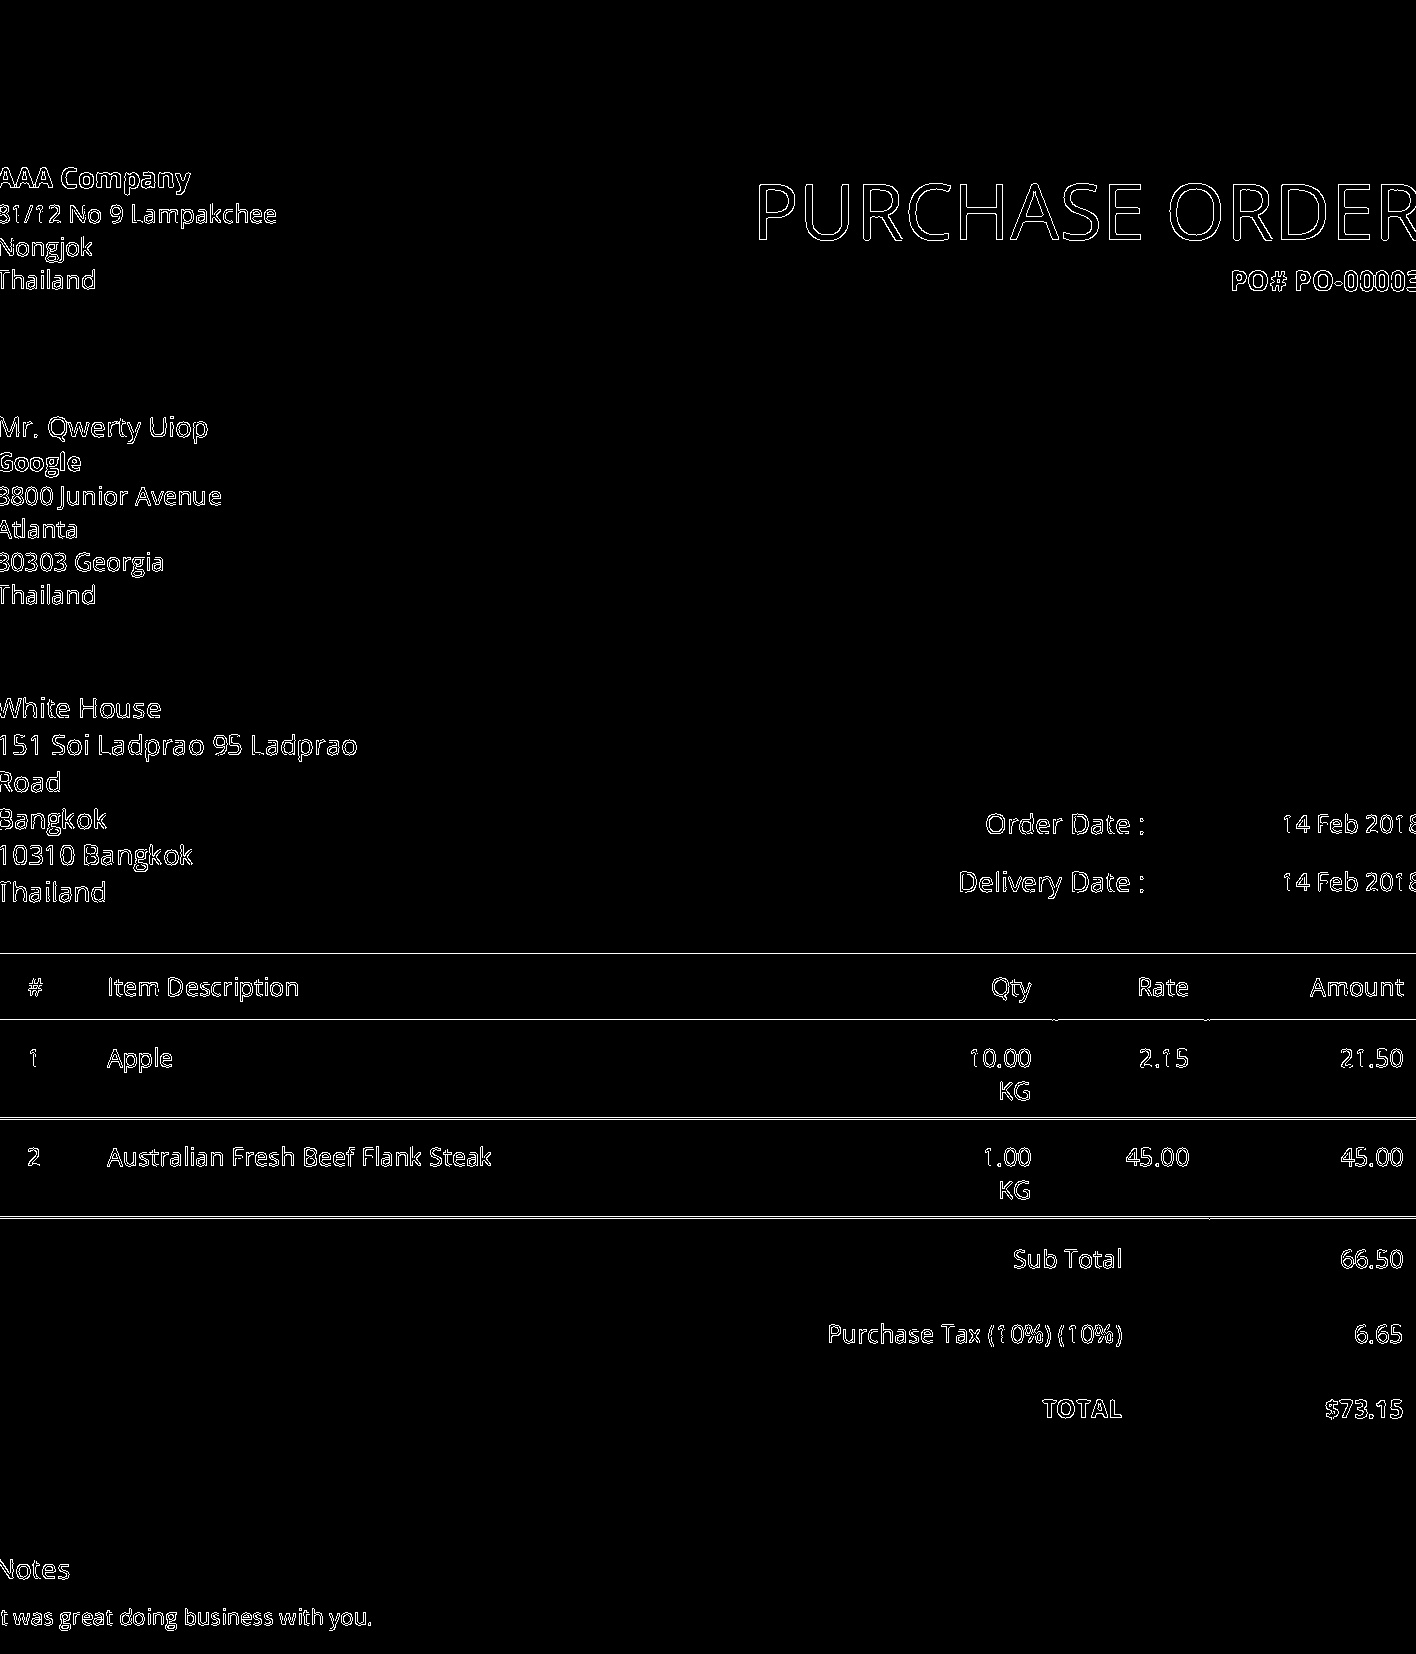 AAA Company
81/12 No 9 Lampakchee
Nongjok
Thailand
PURCHASE ORDER
PO# PO-00003
Mr. Qwerty Uiop
Google
3800 Junior Avenue
Atlanta
30303 Georgia
Thailand
White House
151 Soi Ladprao 95 Ladprao
Road
Bangkok
10310 Bangkok
Thailand
Order Date : 14 Feb 2018
Delivery Date : 14 Feb 2018
# Item Description Qty Rate Amount
1 Apple 10.00 2.15 21.50
KG
2 Australian Fresh Beef Flank Steak 1.00 45.00 45.00
KG
Sub Total 66.50
Purchase Tax (10%) (10%) 6.65
TOTAL $73.15
Notes
t was great doing business with you.